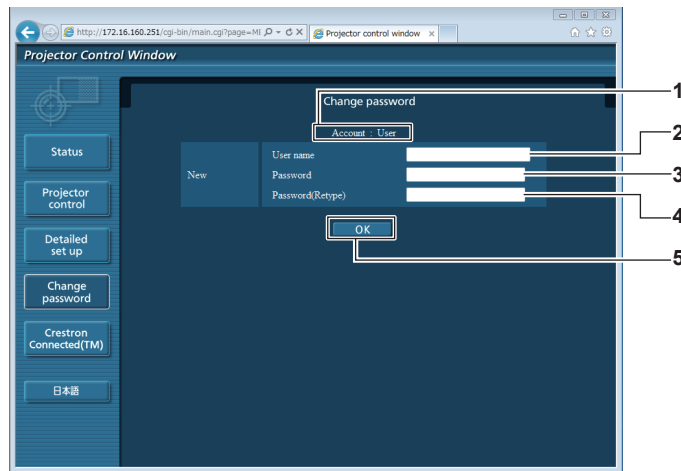 http://172.16.160.251/cgi-bin/main.cgi?page=MI
Projector control window
Projector Control Window
Change password
1
Account : User
2
Status
User name
New
Password
3
Password(Retype)
Projector
control
4
OK
Detailed
set up
5
Change
password
Crestron
Connected(TM)
日本語